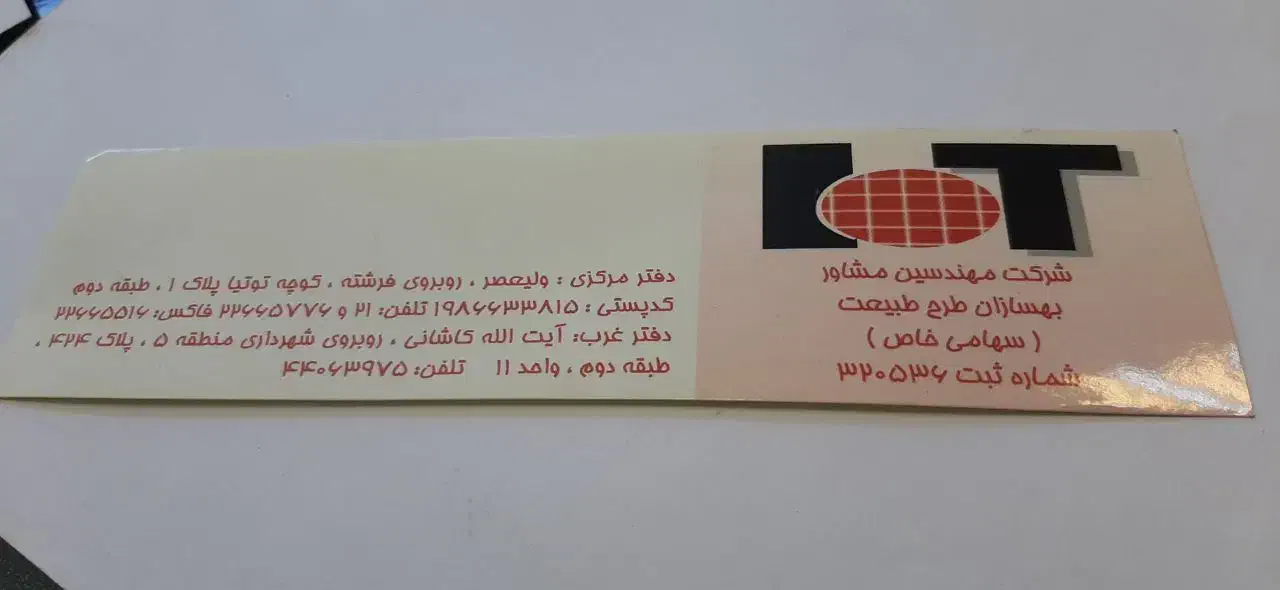 شرکت مهندسین مشاور
بهسازان طرح طبیعت
( سهامی خاص )
شماره ثبت ۳۲۰۵۳۶
دفتر مرکزی : ولیعصر ، روبروی فرشته ، کوچه توتیا پلاک ۱ ، طبقه دوم
کدپستی : ۱۹۸۶۶۳۳۸۱۵ تلفن: ۲۱ و ۲۲۶۶۵۷۷۶ فاکس: ۲۲۶۶۵۵۱۶
دفتر غرب: آیت الله کاشانی ، روبروی شهرداری منطقه ۵ ، پلاک ۴۲۴ ،
طبقه دوم ، واحد ۱۱ تلفن: ۴۴۰۶۳۹۷۵